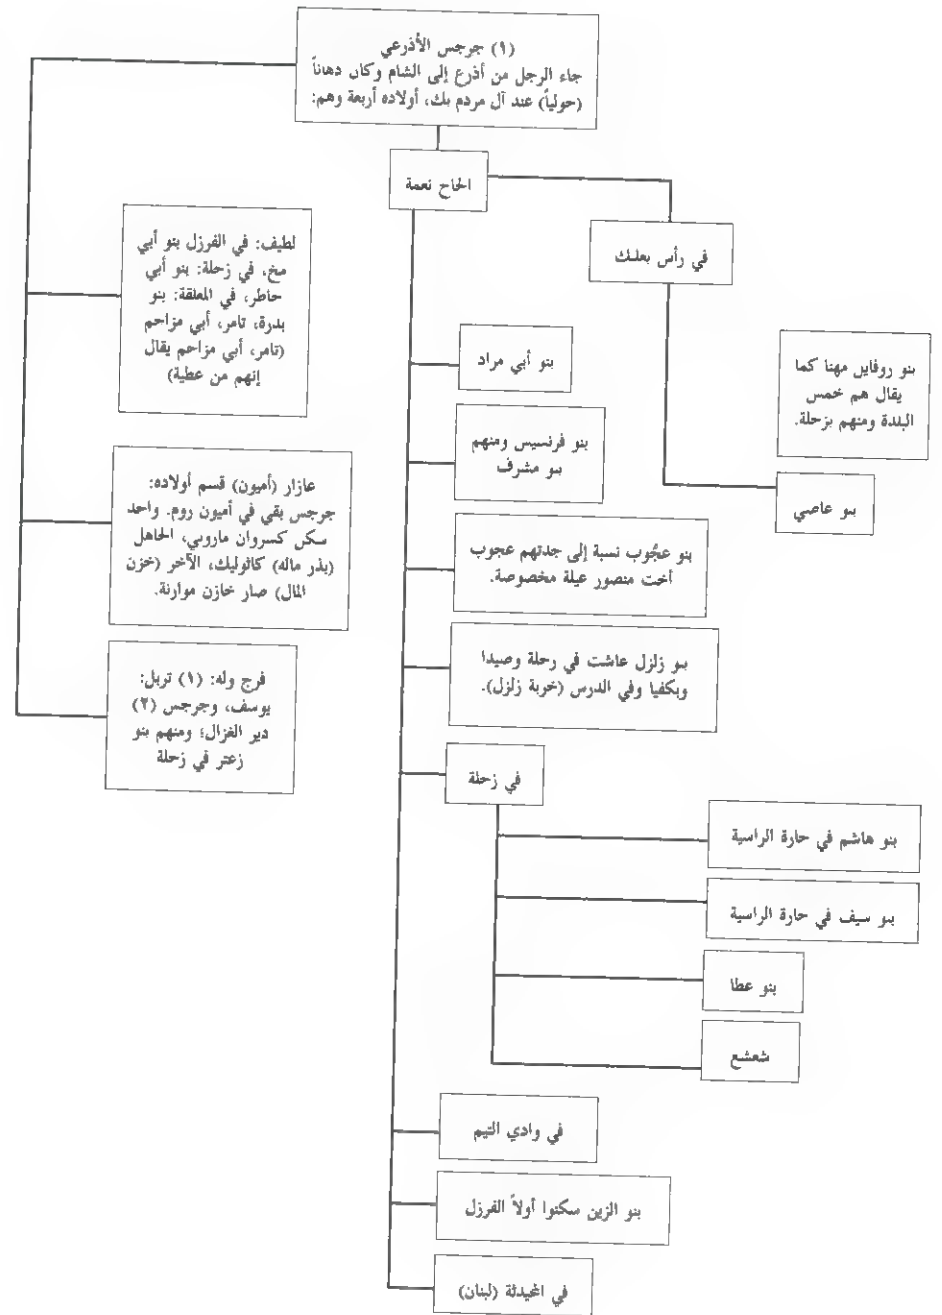 (١) جرجس الأذرعي
جاء الرجل من أذرع إلى الشام وكان دهاناً
(حولياً) عند آل مردم بك، أولاده أربعة وهم:
الحاج نعمة
في رأس بعلبك
بنو روفايل مهنا كما
يقال هم خمس
البلدة ومنهم بزحلة.
بنو عاصي
بنو أبي مراد
بنو فرنسيس ومنهم
بنو مشرف
بنو عجُوب نسبة إلى جدتهم عجوب
أخت منصور عيلة مخصوصة.
بنو زلزل عاشت في زحلة وصيدا
وبكفيا وفي الدرس (خربة زلزل).
في زحلة
بنو هاشم في حارة الراسية
بنو سيف في حارة الراسية
بنو عطا
شعشع
في وادي التيم
بنو الزين سكنوا أولاً الفرزل
في المحيدثة (لبنان)
لطيف: في الفرزل بنو أبي
مخ، في زحلة: بنو أبي
خاطر، في المعلقة: بنو
بدرة، تامر، أبي مزاحم
(تامر، أبي مزاحم يقال
إنهم من عطية)
عازار (أميون) قسم أولاده:
جرجس بقي في أميون روم. واحد
سكن كسروان ماروني، الجاهل
(بذر ماله) كاثوليك، الآخر (خزن
المال) صار خازن موارنة.
فرج وله: (١) تربل:
يوسف، وجرجس (٢)
دير الغزال؛ ومنهم بنو
زعتر في زحلة